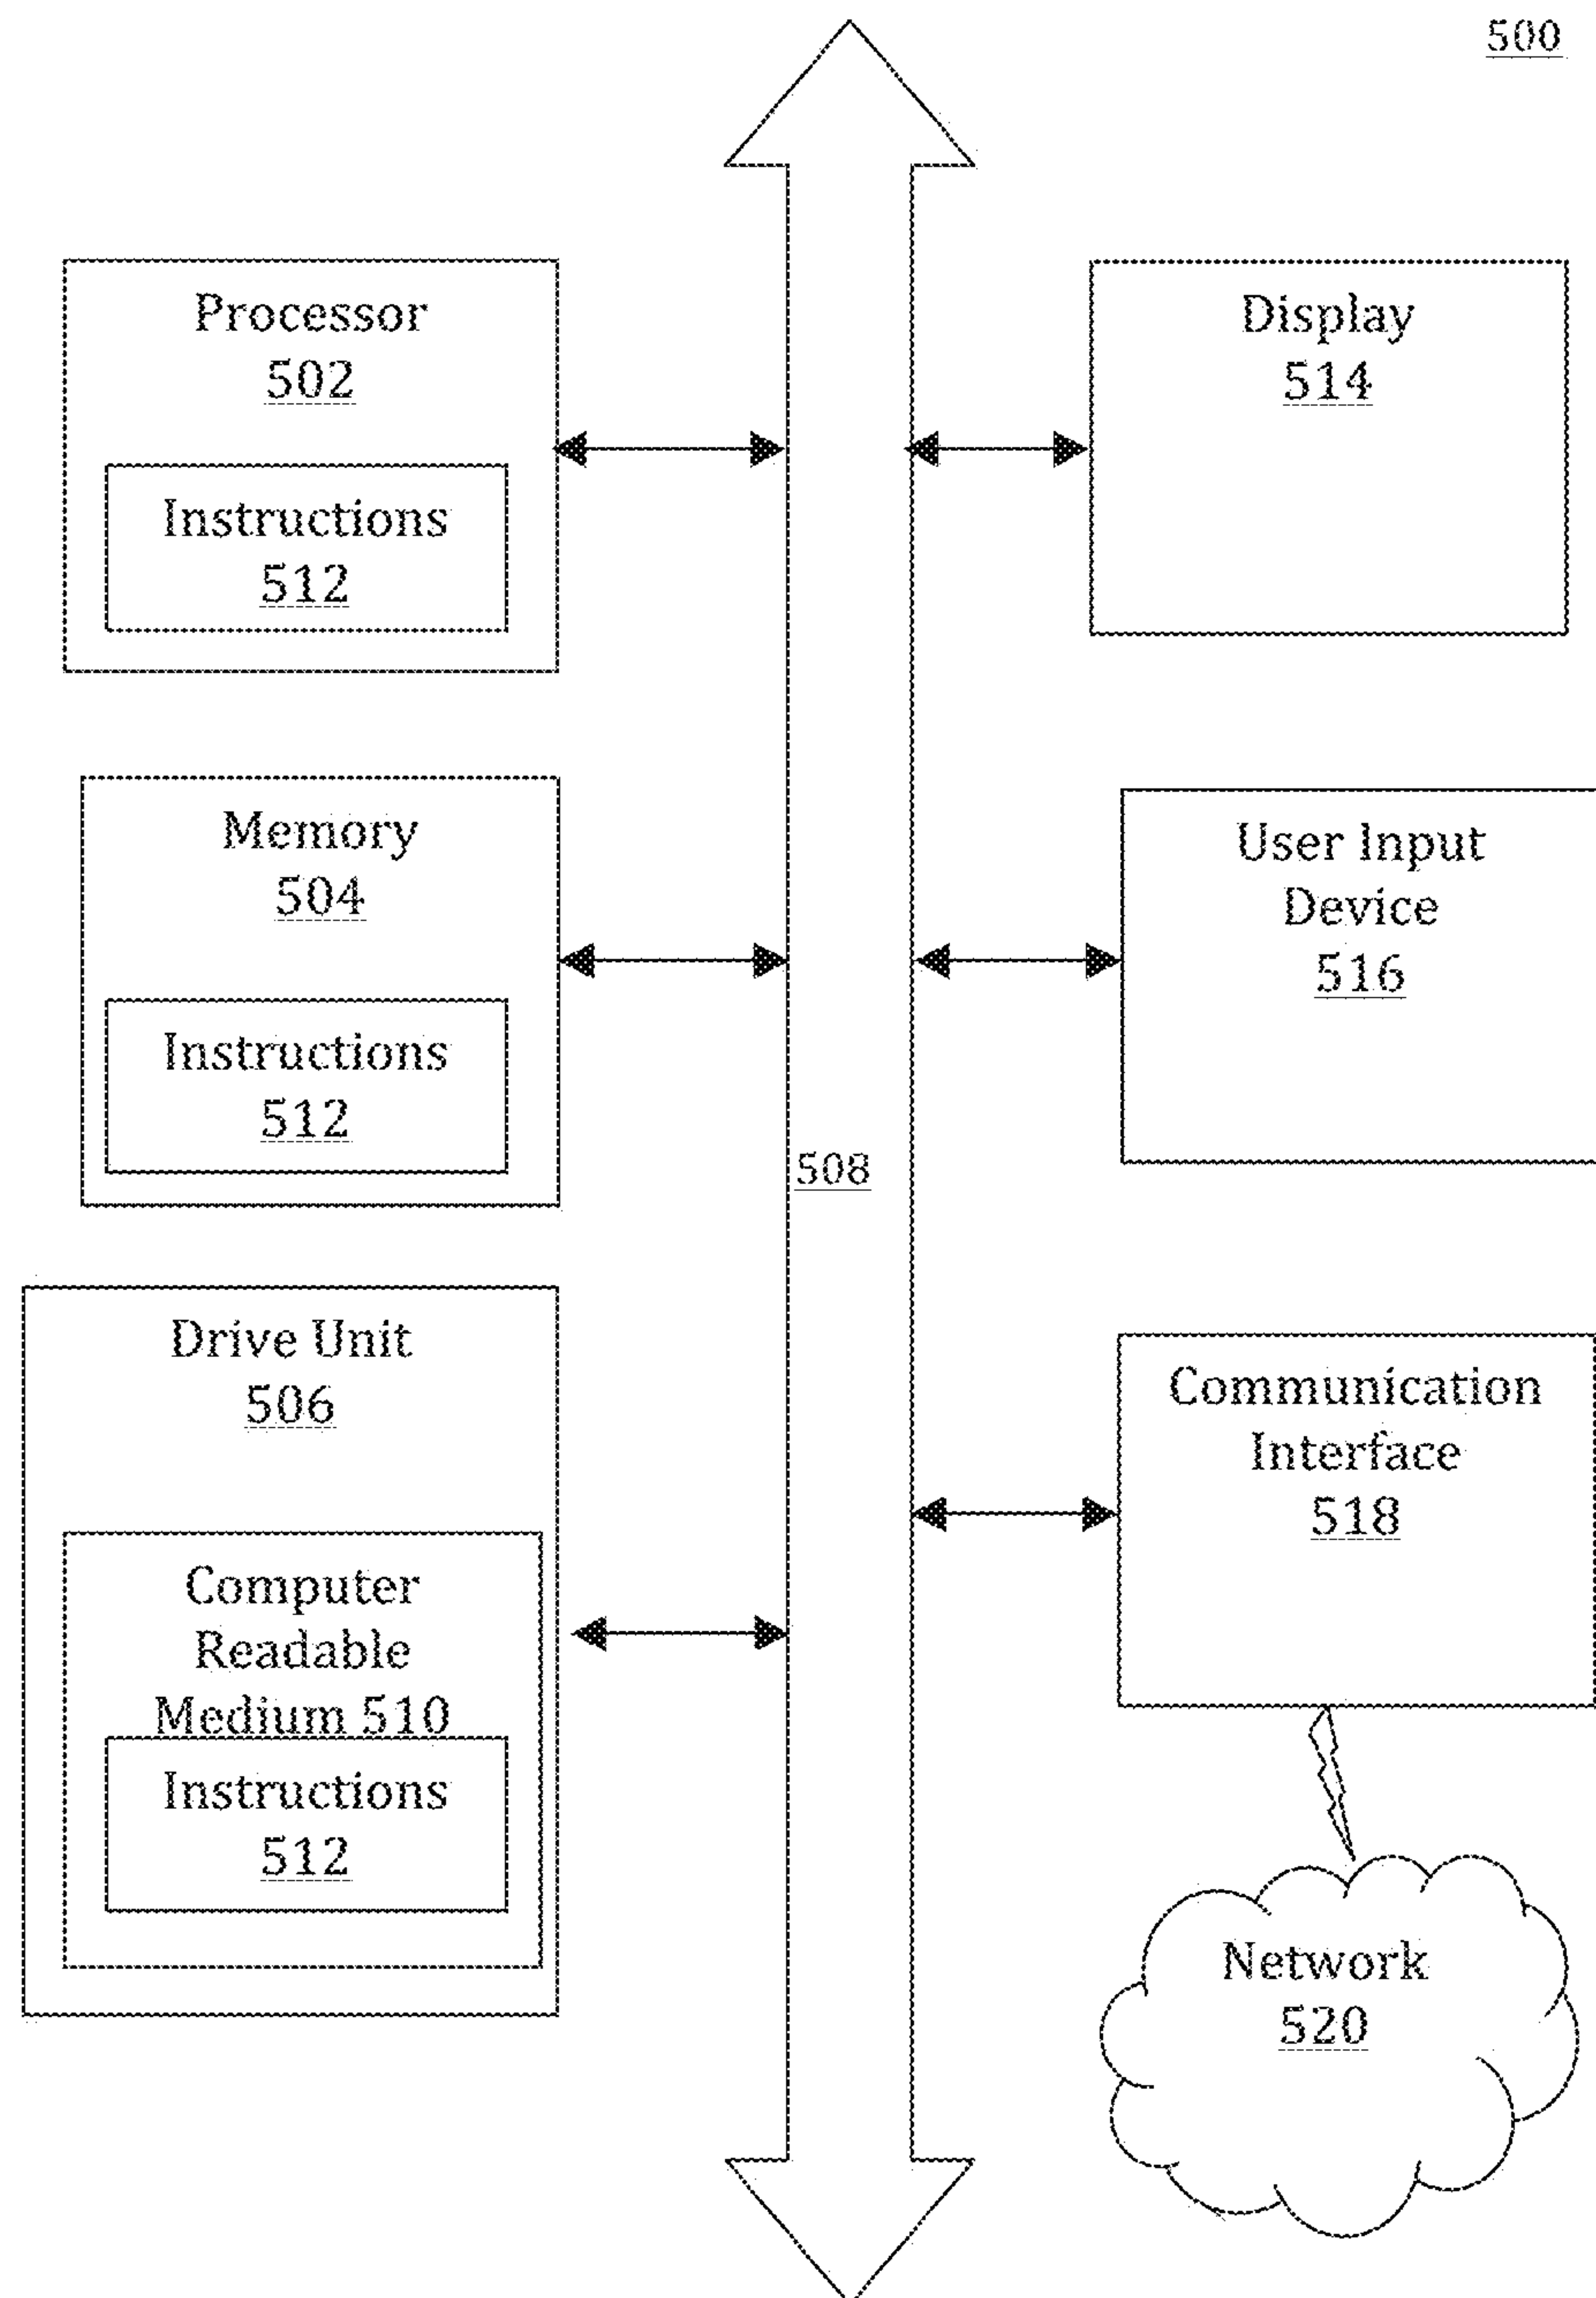 500
Processor
502
Instructions
512
Memory
504
Instructions
512
Drive Unit
506
Computer
Readable
Medium 510
Instructions
512
508
Display
514
User Input
Device
516
Communication
Interface
518
Network
520